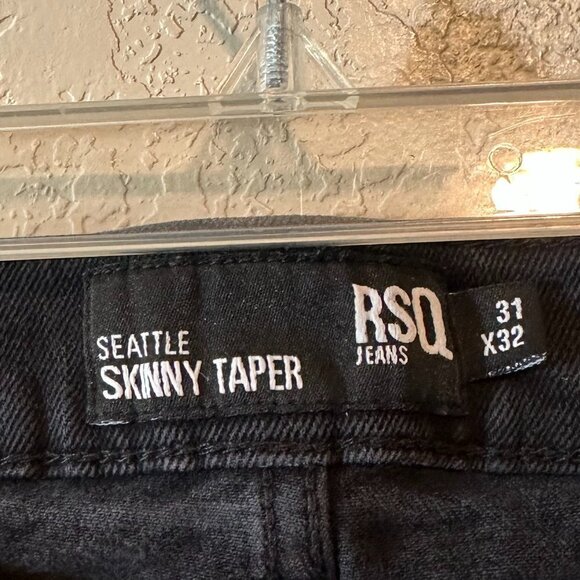 SEATTLE
SKINNY TAPER
RSQ
JEANS
31
X32